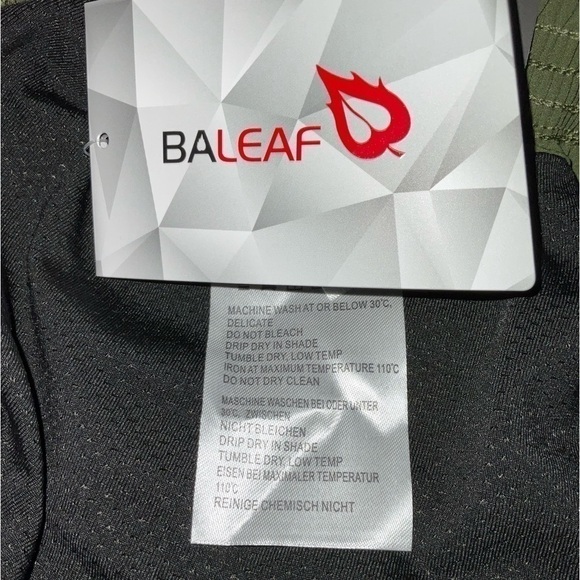 BALEAF
MACHINE WASH AT OR BELOW 30°C,
DELICATE
DO NOT BLEACH
DRIP DRY IN SHADE
TUMBLE DRY, LOW TEMP
IRON AT MAXIMUM TEMPERATURE 110°C
DO NOT DRY CLEAN
MASCHINE WASCHEN BEI ODER UNTER
30°C, ZWISCHEN
NICHT BLEICHEN
DRIP DRY IN SHADE
TUMBLE DRY, LOW TEMP
EISEN BEI MAXIMALER TEMPERATUR
110°C
REINIGE CHEMISCH NICHT